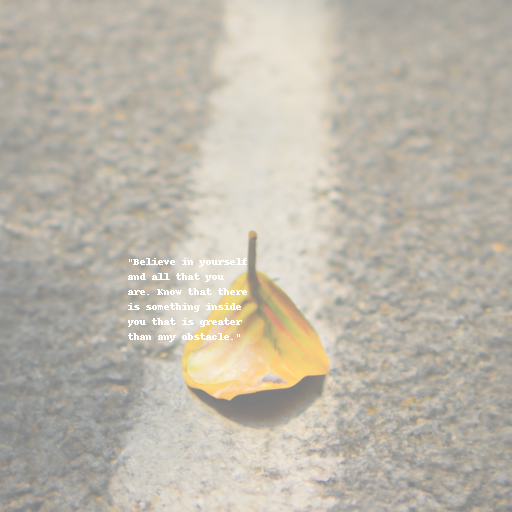 "Believe in yourself
and all that you
are. Know that there
is something inside
you that is greater
than any obstacle."